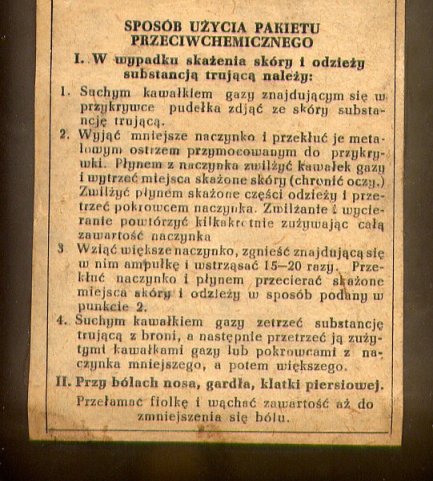 SPOSÓB UŻYCIA PAKIETU
PRZECIWCHEMICZNEGO
I. W wypadku skażenia skóry i odzieży
substancją trującą należy:
1. Suchym kawałkiem gazy znajdującym się w
przykrywce pudełka zdjąć ze skóry substan-
cję trującą.
2. Wyjąć mniejsze naczynko i przekłuć je meta-
lowym ostrzem przymocowanym do przykry-
wki. Płynem z naczynka zwilżyć kawałek gazy
i wytrzeć miejsca skażone skóry (chronić oczy.)
Zwilżyć płynem skażone części odzieży i prze-
trzeć pokrowcem naczynka. Zwilżanie i wycie-
ranie powtórzyć kilkakrotnie zużywając całą
zawartość naczynka
3 Wziąć większe naczynko, zgnieść znajdującą się
w nim ampułkę i wstrząsać 15—20 razy. Prze-
kłuć naczynko i płynem przecierać skażone
miejsca skóry i odzieży w sposób podany w
punkcie 2.
4. Suchym kawałkiem gazy zetrzeć substancję
trującą z broni, a następnie przetrzeć ją zuży-
tymi kawałkami gazy lub pokrowcami z na-
czynka mniejszego, a potem większego.
II. Przy bólach nosa, gardła, klatki piersiowej.
Przełamać fiolkę i wąchać zawartość aż do
zmniejszenia się bólu.